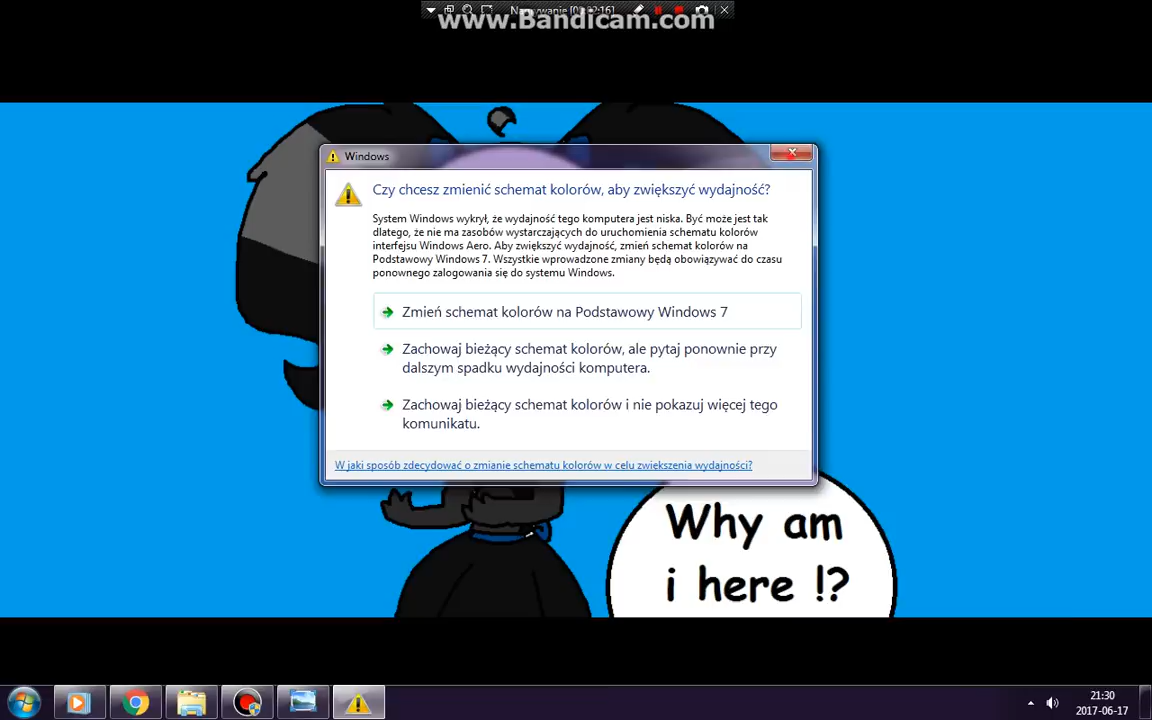 www.Bandicam.com
Windows
Czy chcesz zmienić schemat kolorów, aby zwiększyć wydajność?
System Windows wykrył, że wydajność tego komputera jest niska. Być może jest tak
dlatego, że nie ma zasobów wystarczających do uruchomienia schematu kolorów
interfejsu Windows Aero. Aby zwiększyć wydajność, zmień schemat kolorów na
Podstawowy Windows 7. Wszystkie wprowadzone zmiany będą obowiązywać do czasu
ponownego zalogowania się do systemu Windows.
Zmień schemat kolorów na Podstawowy Windows 7
Zachowaj bieżący schemat kolorów, ale pytaj ponownie przy
dalszym spadku wydajności komputera.
Zachowaj bieżący schemat kolorów i nie pokazuj więcej tego
komunikatu.
W jaki sposób zdecydować o zmianie schematu kolorów w celu zwiększenia wydajności?
Why am
i here !?
21:30
2017-06-17